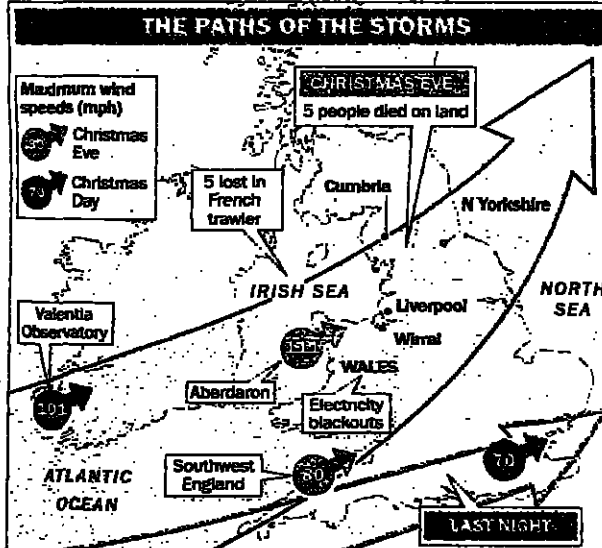 THE PATHS OF THE STORMS
Maximum wind
speeds (mph)
Christmas
Eve
Christmas
Day
CHRISTMAS EVE
5 people died on land
5 lost in
French
trawler
Cumbria
N Yorkshire
IRISH SEA
NORTH
SEA
Valentia
Observatory
Liverpool
Wirral
101
Aberdaron
WALES
Electricity
blackouts
ATLANTIC
OCEAN
Southwest
England
70
LAST NIGHT